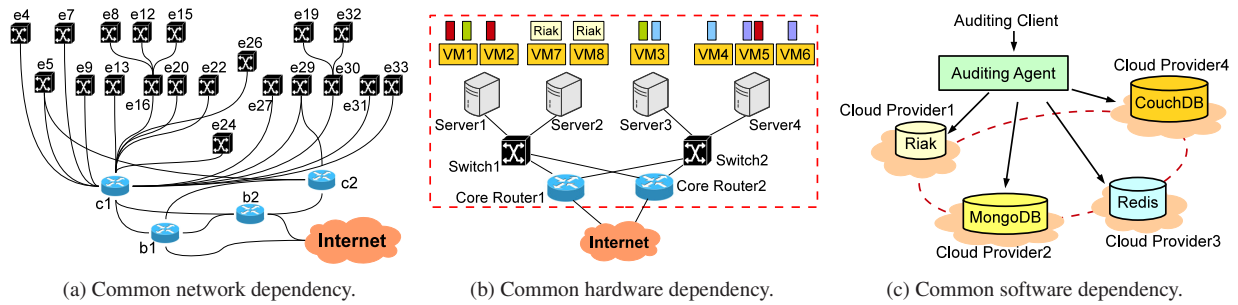 e4
e7
e8
e12
e15
e19
e32
e26
e5
e9
e13
e20
e22
e29
e30
e33
e16
e27
e31
e24
c1
c2
b2
b1
Internet
(a) Common network dependency.
Riak
Riak
VM1
VM2
VM7
VM8
VM3
VM4
VM5
VM6
Server1
Server2
Server3
Server4
Switch1
Switch2
Core Router1
Core Router2
Internet
(b) Common hardware dependency.
Auditing Client
Auditing Agent
Cloud Provider4
CouchDB
Cloud Provider1
Riak
Redis
MongoDB
Cloud Provider3
Cloud Provider2
(c) Common software dependency.